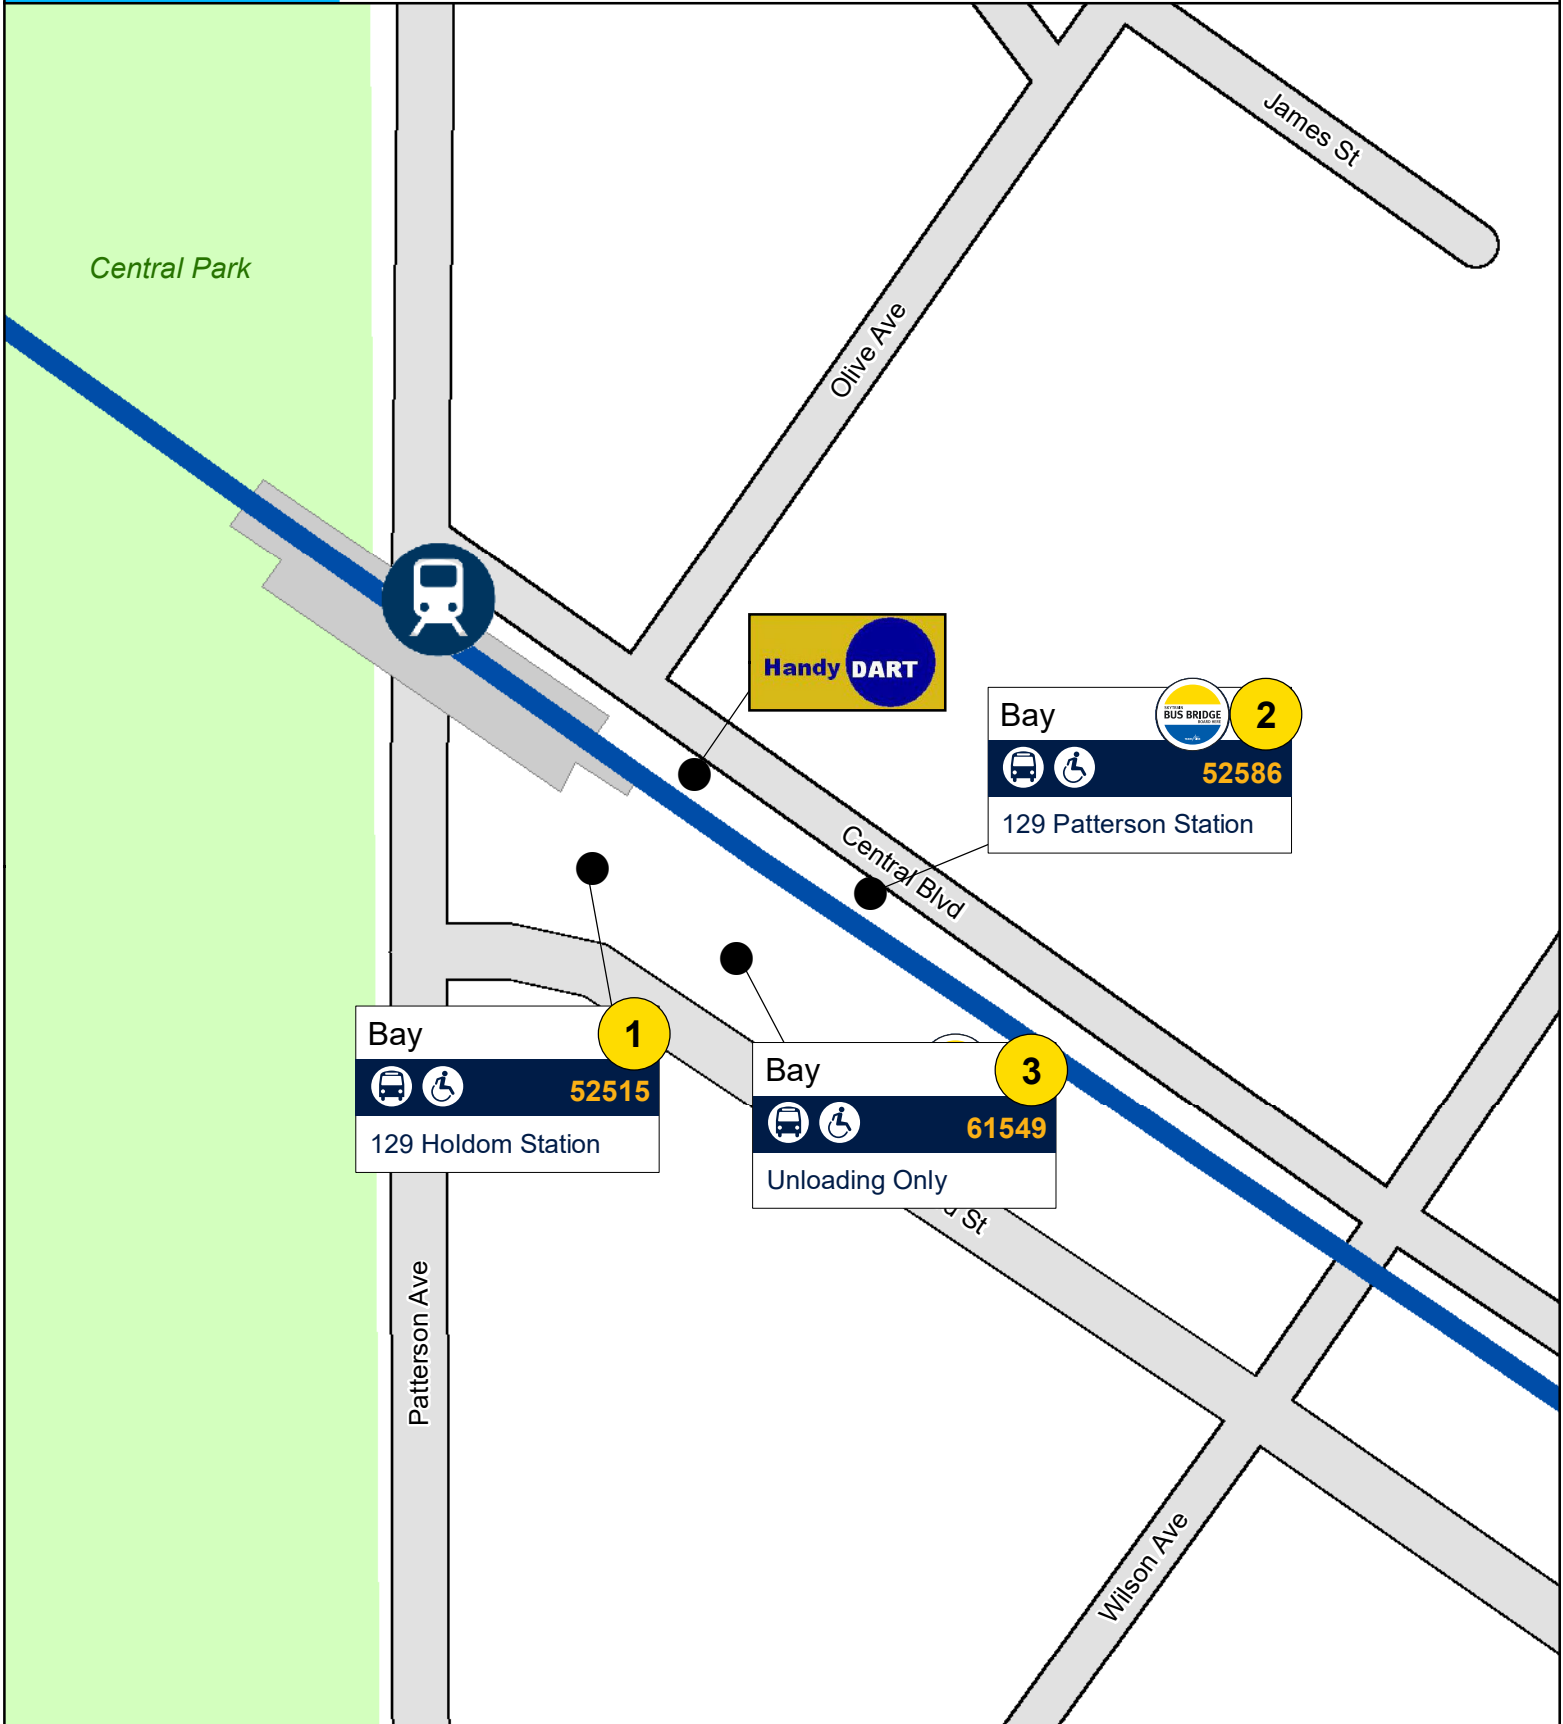 James St
Central Park
Olive Ave
Handy DART
Bay
BUS BRIDGE
2
52586
129 Patterson Station
Central Blvd
Bay
1
52515
129 Holdom Station
Bay
3
61549
Unloading Only
St
Patterson Ave
Wilson Ave